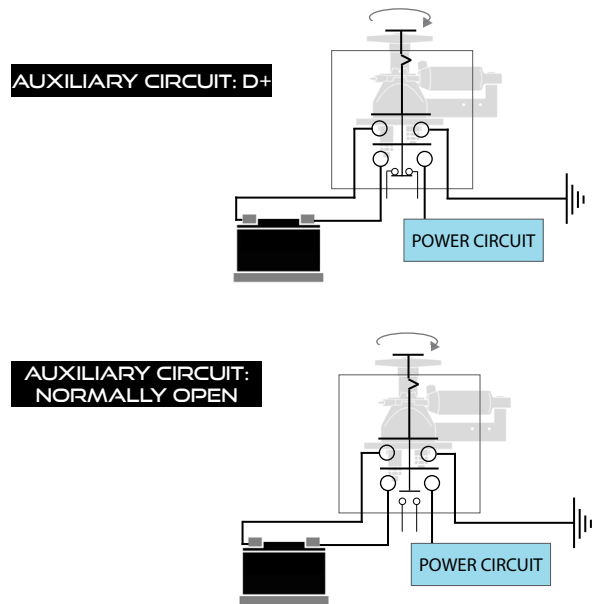 AUXILIARY CIRCUIT: D+
POWER CIRCUIT
AUXILIARY CIRCUIT:
NORMALLY OPEN
POWER CIRCUIT